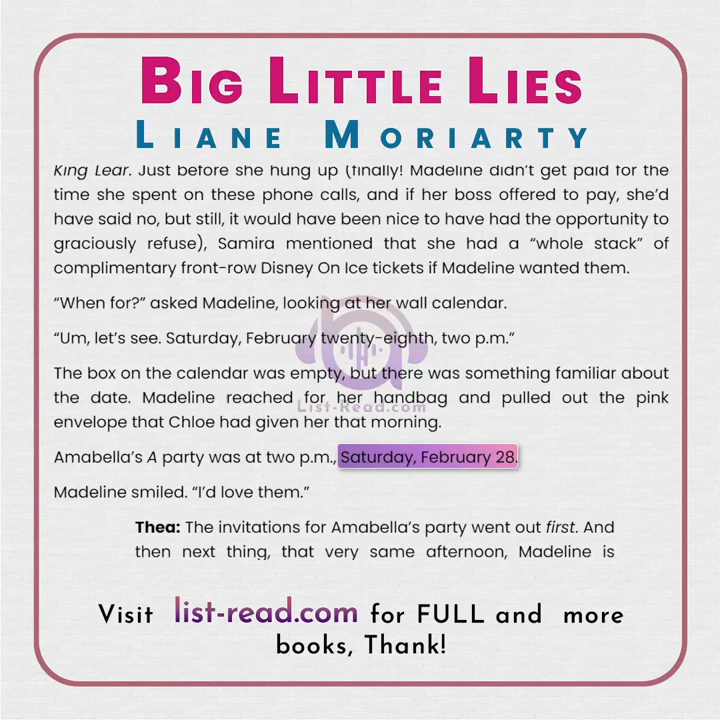 BIG LITTLE LIES
LIANE MORIARTY
King Lear. Just before she hung up (finally! Madeline didn't get paid for the
time she spent on these phone calls, and if her boss offered to pay, she'd
have said no, but still, it would have been nice to have had the opportunity to
graciously refuse), Samira mentioned that she had a “whole stack” of
complimentary front-row Disney On Ice tickets if Madeline wanted them.
“When for?” asked Madeline, looking at her wall calendar.
“Um, let's see. Saturday, February twenty-eighth, two p.m.”
The box on the calendar was empty, but there was something familiar about
the date. Madeline reached for her handbag and pulled out the pink
List-Read.com
envelope that Chloe had given her that morning.
Amabella's A party was at two p.m., Saturday, February 28.
Madeline smiled. “I'd love them.”
Thea: The invitations for Amabella's party went out first. And
then next thing, that very same afternoon, Madeline is
Visit list-read.com for FULL and more
books, Thank!